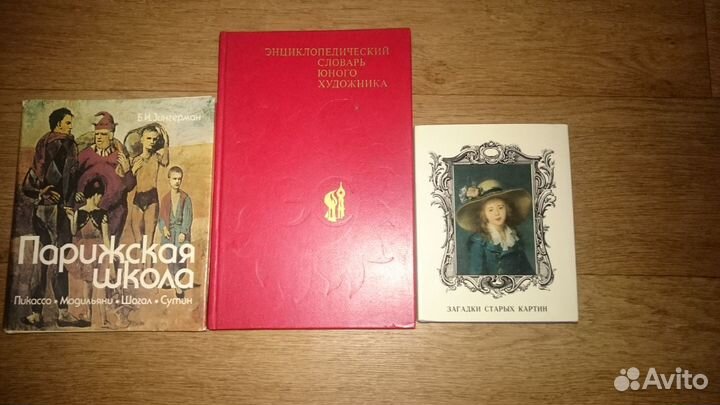 Б.И. Зингерман
Парижская
школа
Пикассо • Модильяни • Шагал • Сутин
ЭНЦИКЛОПЕДИЧЕСКИЙ
СЛОВАРЬ
ЮНОГО
ХУДОЖНИКА
ЗАГАДКИ СТАРЫХ КАРТИН
Avito